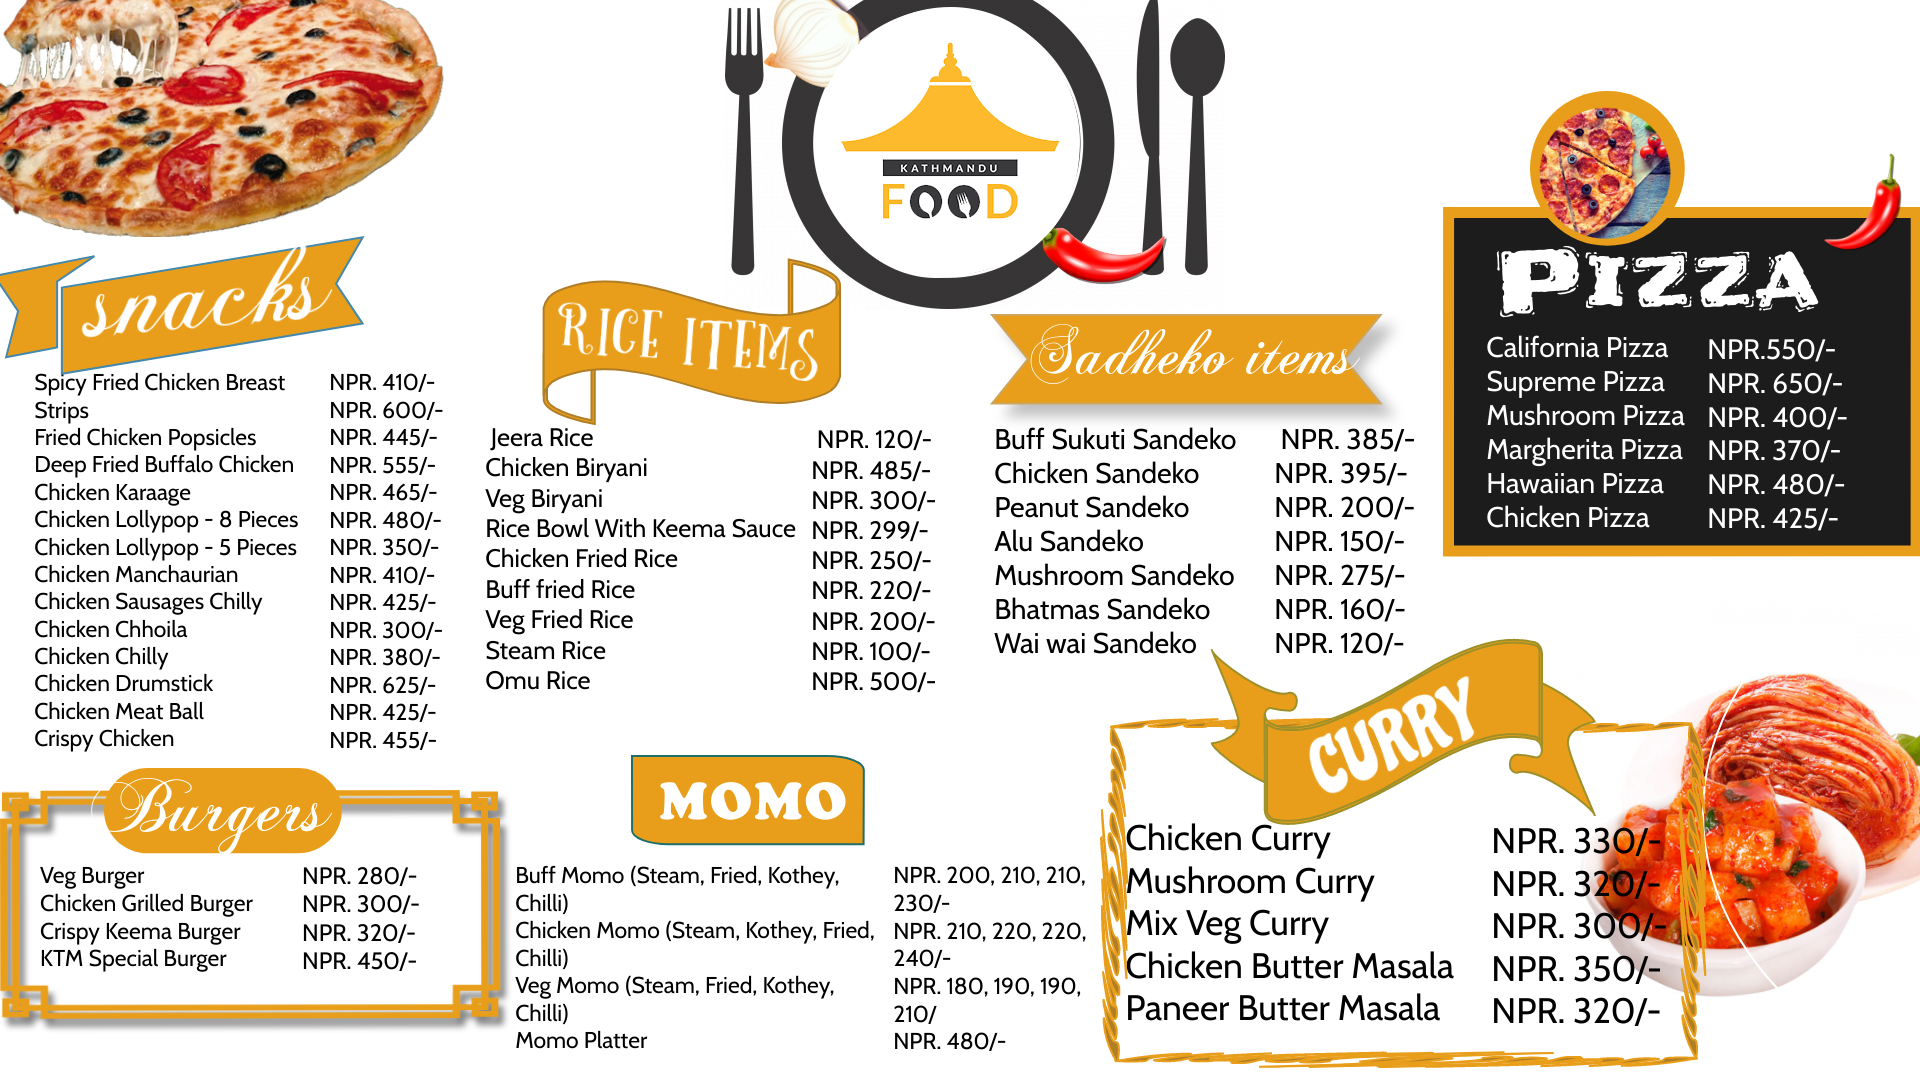 KATHMANDU
FOOD
snacks
Spicy Fried Chicken Breast NPR. 410/-
Strips NPR. 600/-
Fried Chicken Popsicles NPR. 445/-
Deep Fried Buffalo Chicken NPR. 555/-
Chicken Karaage NPR. 465/-
Chicken Lollypop - 8 Pieces NPR. 480/-
Chicken Lollypop - 5 Pieces NPR. 350/-
Chicken Manchaurian NPR. 410/-
Chicken Sausages Chilly NPR. 425/-
Chicken Chhoila NPR. 300/-
Chicken Chilly NPR. 380/-
Chicken Drumstick NPR. 625/-
Chicken Meat Ball NPR. 425/-
Crispy Chicken NPR. 455/-
RICE ITEMS
Jeera Rice NPR. 120/-
Chicken Biryani NPR. 485/-
Veg Biryani NPR. 300/-
Rice Bowl With Keema Sauce NPR. 299/-
Chicken Fried Rice NPR. 250/-
Buff fried Rice NPR. 220/-
Veg Fried Rice NPR. 200/-
Steam Rice NPR. 100/-
Omu Rice NPR. 500/-
Sadheko items
Buff Sukuti Sandeko NPR. 385/-
Chicken Sandeko NPR. 395/-
Peanut Sandeko NPR. 200/-
Alu Sandeko NPR. 150/-
Mushroom Sandeko NPR. 275/-
Bhatmas Sandeko NPR. 160/-
Wai wai Sandeko NPR. 120/-
PIZZA
California Pizza NPR.550/-
Supreme Pizza NPR. 650/-
Mushroom Pizza NPR. 400/-
Margherita Pizza NPR. 370/-
Hawaiian Pizza NPR. 480/-
Chicken Pizza NPR. 425/-
Burgers
Veg Burger NPR. 280/-
Chicken Grilled Burger NPR. 300/-
Crispy Keema Burger NPR. 320/-
KTM Special Burger NPR. 450/-
MOMO
Buff Momo (Steam, Fried, Kothey, NPR. 200, 210, 210,
Chilli) 230/-
Chicken Momo (Steam, Kothey, Fried, NPR. 210, 220, 220,
Chilli) 240/-
Veg Momo (Steam, Fried, Kothey, NPR. 180, 190, 190,
Chilli) 210/
Momo Platter NPR. 480/-
CURRY
Chicken Curry NPR. 330/-
Mushroom Curry NPR. 320/-
Mix Veg Curry NPR. 300/-
Chicken Butter Masala NPR. 350/-
Paneer Butter Masala NPR. 320/-